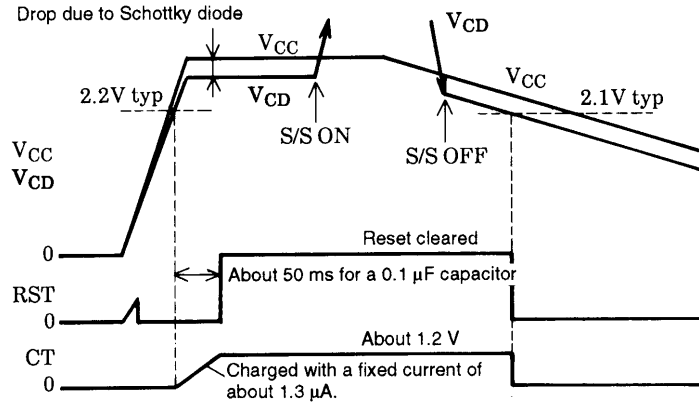 Drop due to Schottky diode
VCC
VCD
VCD
VCC
2.2V typ
2.1V typ
S/S ON
S/S OFF
VCC
VCD
0
Reset cleared
About 50 ms for a 0.1 µF capacitor
RST
0
About 1.2 V
CT
0
Charged with a fixed current of
about 1.3 µA.